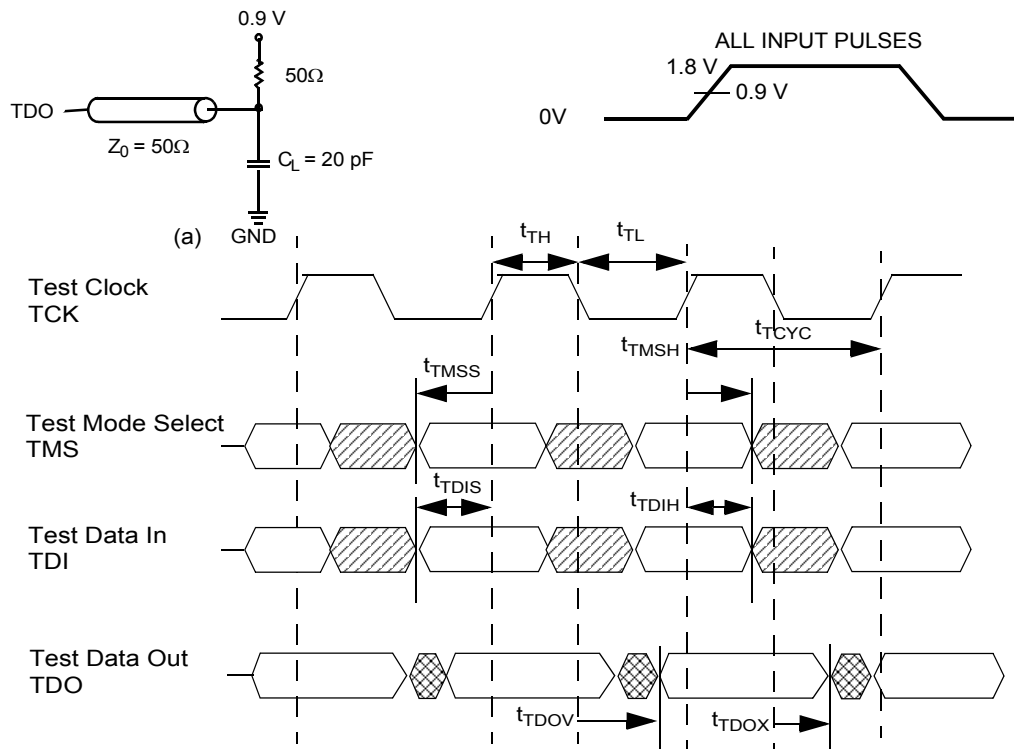 0.9 V
50Ω
TDO
Z0 = 50Ω
CL = 20 pF
(a)
GND
ALL INPUT PULSES
1.8 V
0.9 V
0V
tTH
tTL
Test Clock
TCK
tTCYC
tTMSH
tTMSS
Test Mode Select
TMS
tTDIS
tTDIH
Test Data In
TDI
Test Data Out
TDO
tTDOV
tTDOX